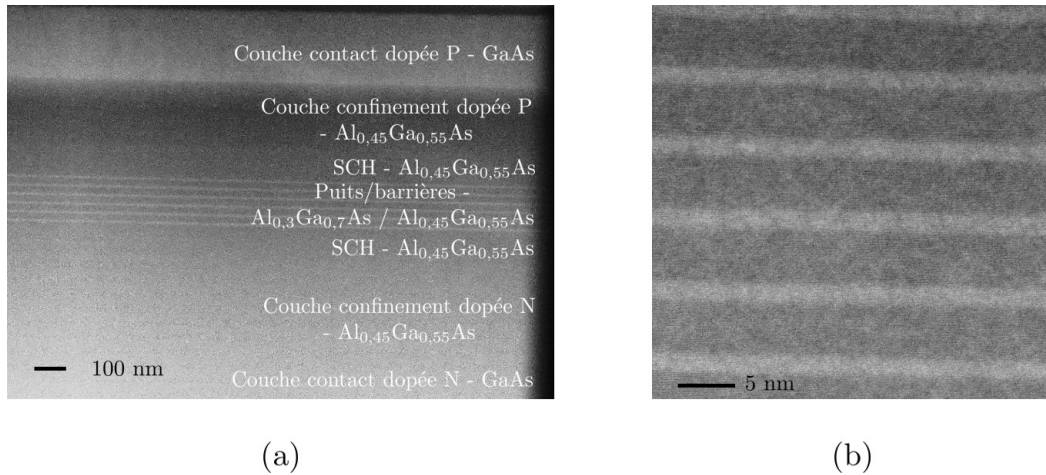 Couche contact dopée P - GaAs
Couche confinement dopée P
- Al0,45Ga0,55As
SCH - Al0,45Ga0,55As
Puits/barrières -
Al0,3Ga0,7As / Al0,45Ga0,55As
SCH - Al0,45Ga0,55As
Couche confinement dopée N
- Al0,45Ga0,55As
100 nm
Couche contact dopée N - GaAs
5 nm
(a)
(b)